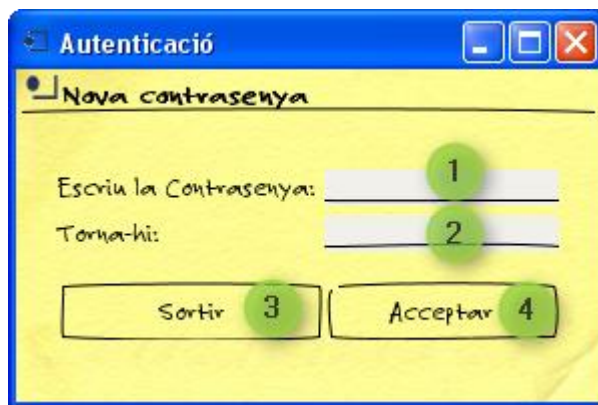 Autenticació
Nova contrasenya
Escriu la Contrasenya: 1
Torna-hi: 2
Sortir 3 Acceptar 4